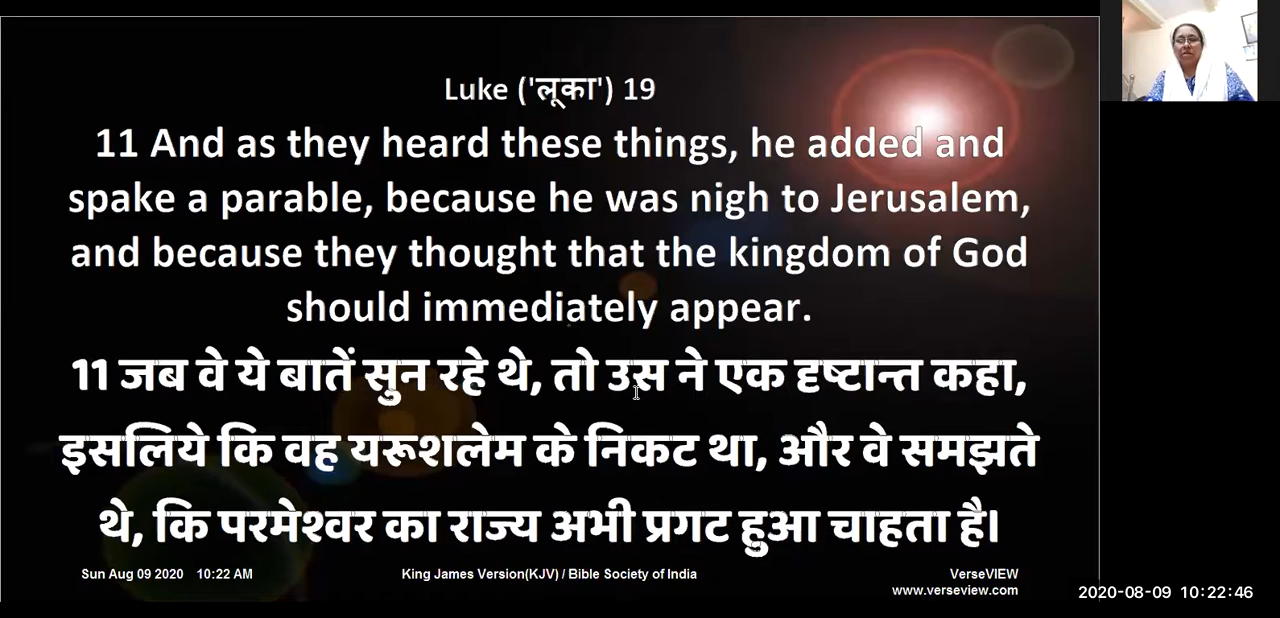 Luke ('लूका') 19
11 And as they heard these things, he added and
spake a parable, because he was nigh to Jerusalem,
and because they thought that the kingdom of God
should immediately appear.
11 जब वे ये बातें सुन रहे थे, तो उस ने एक दृष्टान्त कहा,
इसलिये कि वह यरूशलेम के निकट था, और वे समझते
थे, कि परमेश्वर का राज्य अभी प्रगट हुआ चाहता है।
Sun Aug 09 2020 10:22 AM
King James Version(KJV) / Bible Society of India
VerseVIEW
www.verseview.com
2020-08-09 10:22:46